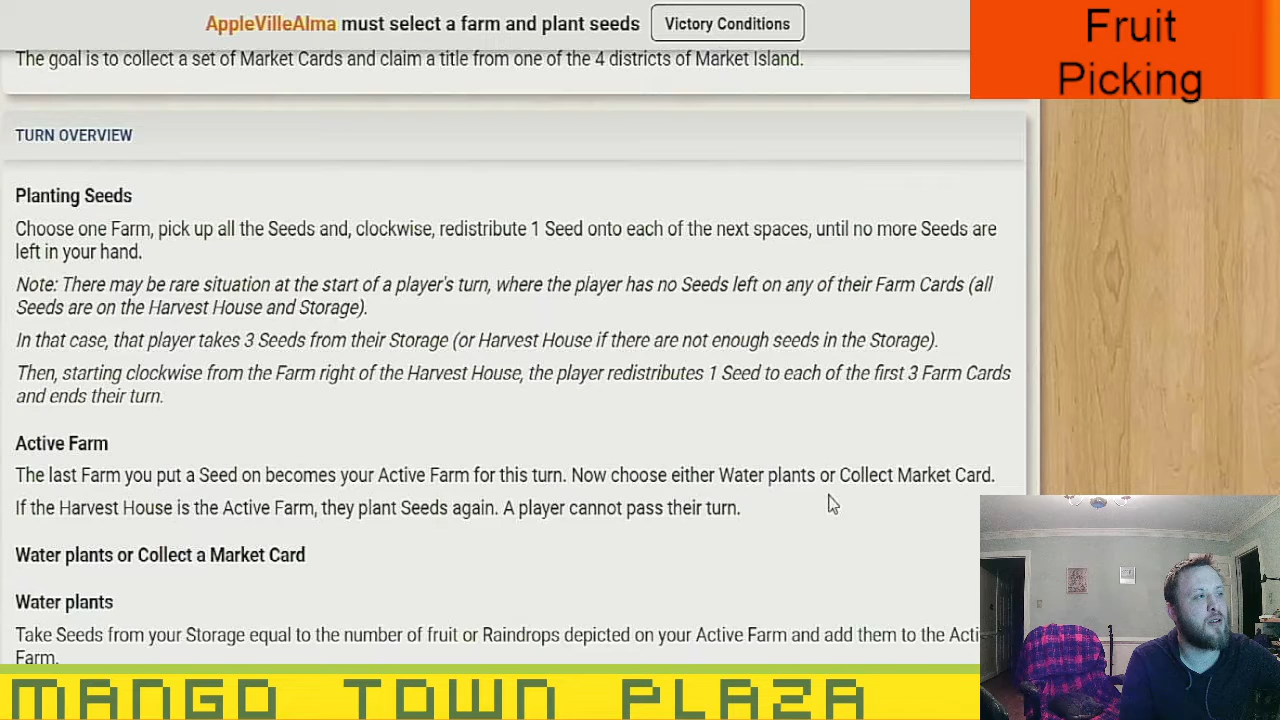 AppleVilleAlma must select a farm and plant seeds
Victory Conditions
Fruit
Picking
The goal is to collect a set of Market Cards and claim a title from one of the 4 districts of Market Island.
TURN OVERVIEW
Planting Seeds
Choose one Farm, pick up all the Seeds and, clockwise, redistribute 1 Seed onto each of the next spaces, until no more Seeds are
left in your hand.
Note: There may be rare situation at the start of a player's turn, where the player has no Seeds left on any of their Farm Cards (all
Seeds are on the Harvest House and Storage).
In that case, that player takes 3 Seeds from their Storage (or Harvest House if there are not enough seeds in the Storage).
Then, starting clockwise from the Farm right of the Harvest House, the player redistributes 1 Seed to each of the first 3 Farm Cards
and ends their turn.
Active Farm
The last Farm you put a Seed on becomes your Active Farm for this turn. Now choose either Water plants or Collect Market Card.
If the Harvest House is the Active Farm, they plant Seeds again. A player cannot pass their turn.
Water plants or Collect a Market Card
Water plants
Take Seeds from your Storage equal to the number of fruit or Raindrops depicted on your Active Farm and add them to the Acti
Farm.
MANGO TOWN PLAZA